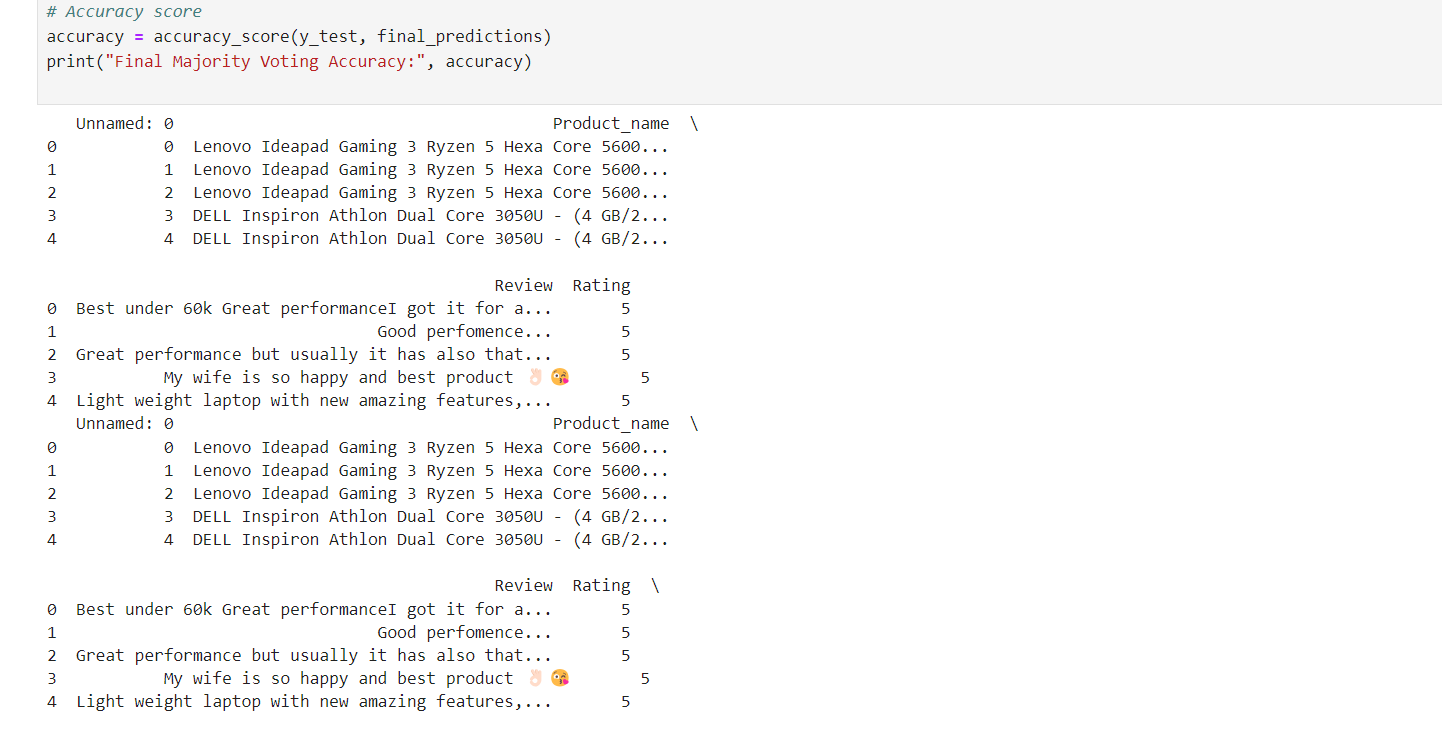 # Accuracy score
accuracy = accuracy_score(y_test, final_predictions)
print("Final Majority Voting Accuracy:", accuracy)
Unnamed: 0 Product_name \
0 0 Lenovo Ideapad Gaming 3 Ryzen 5 Hexa Core 5600...
1 1 Lenovo Ideapad Gaming 3 Ryzen 5 Hexa Core 5600...
2 2 Lenovo Ideapad Gaming 3 Ryzen 5 Hexa Core 5600...
3 3 DELL Inspiron Athlon Dual Core 3050U - (4 GB/2...
4 4 DELL Inspiron Athlon Dual Core 3050U - (4 GB/2...
Review Rating
0 Best under 60k Great performanceI got it for a... 5
1 Good perfomence... 5
2 Great performance but usually it has also that... 5
3 My wife is so happy and best product 👌🏻😘 5
4 Light weight laptop with new amazing features,... 5
Unnamed: 0 Product_name \
0 0 Lenovo Ideapad Gaming 3 Ryzen 5 Hexa Core 5600...
1 1 Lenovo Ideapad Gaming 3 Ryzen 5 Hexa Core 5600...
2 2 Lenovo Ideapad Gaming 3 Ryzen 5 Hexa Core 5600...
3 3 DELL Inspiron Athlon Dual Core 3050U - (4 GB/2...
4 4 DELL Inspiron Athlon Dual Core 3050U - (4 GB/2...
Review Rating \
0 Best under 60k Great performanceI got it for a... 5
1 Good perfomence... 5
2 Great performance but usually it has also that... 5
3 My wife is so happy and best product 👌🏻😘 5
4 Light weight laptop with new amazing features,... 5